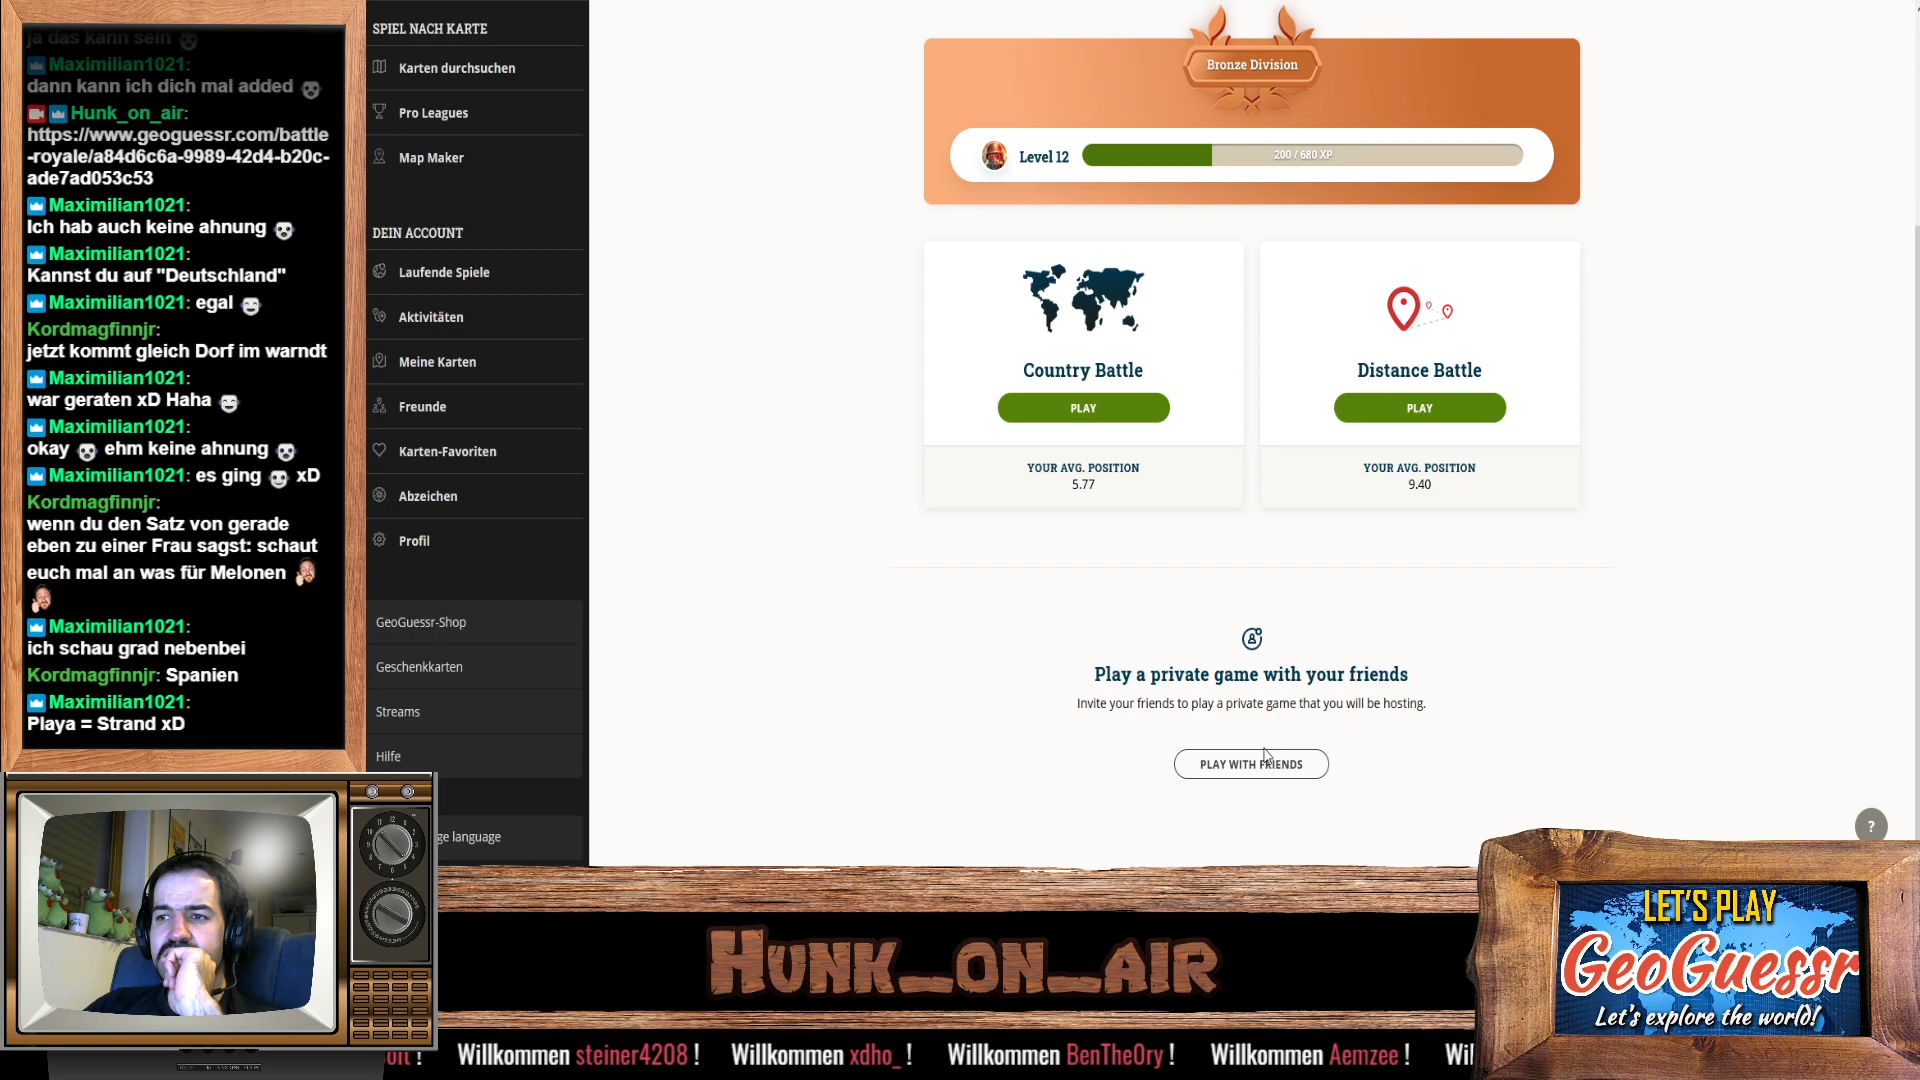 ja das kann sein
Maximilian1021:
dann kann ich dich mal added
Hunk_on_air:
https://www.geoguessr.com/battle
-royale/a84d6c6a-9989-42d4-b20c-
ade7ad053c53
Maximilian1021:
Ich hab auch keine ahnung
Maximilian1021:
Kannst du auf "Deutschland"
Maximilian1021: egal
Kordmagfinnjr:
jetzt kommt gleich Dorf im warndt
Maximilian1021:
war geraten xD Haha
Maximilian1021:
okay ehm keine ahnung
Maximilian1021: es ging xD
Kordmagfinnjr:
wenn du den Satz von gerade
eben zu einer Frau sagst: schaut
euch mal an was für Melonen
Maximilian1021:
ich schau grad nebenbei
Kordmagfinnjr: Spanien
Maximilian1021:
Playa = Strand xD
SPIEL NACH KARTE
Karten durchsuchen
Pro Leagues
Map Maker
DEIN ACCOUNT
Laufende Spiele
Aktivitäten
Meine Karten
Freunde
Karten-Favoriten
Abzeichen
Profil
GeoGuessr-Shop
Geschenkkarten
Streams
Hilfe
ge language
Bronze Division
Level 12
200 / 680 XP
Country Battle
PLAY
YOUR AVG. POSITION
5.77
Distance Battle
PLAY
YOUR AVG. POSITION
9.40
Play a private game with your friends
Invite your friends to play a private game that you will be hosting.
PLAY WITH FRIENDS
?
HUNK_ON_AIR
LET'S PLAY
GeoGuessr
Let's explore the world!
! Willkommen steiner4208 ! Willkommen xdho_ ! Willkommen BenThe0ry ! Willkommen Aemzee ! Wil